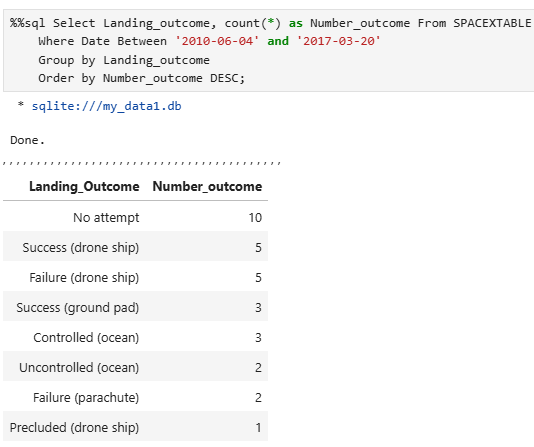 %%sql Select Landing_outcome, count(*) as Number_outcome From SPACEXTABLE
Where Date Between '2010-06-04' and '2017-03-20'
Group by Landing_outcome
Order by Number_outcome DESC;
* sqlite:///my_data1.db
Done.
,,,,,,,,,,,,,,,,,,,,,,,,,,,,,,,,,,,,,,,,,
Landing_Outcome Number_outcome
No attempt 10
Success (drone ship) 5
Failure (drone ship) 5
Success (ground pad) 3
Controlled (ocean) 3
Uncontrolled (ocean) 2
Failure (parachute) 2
Precluded (drone ship) 1